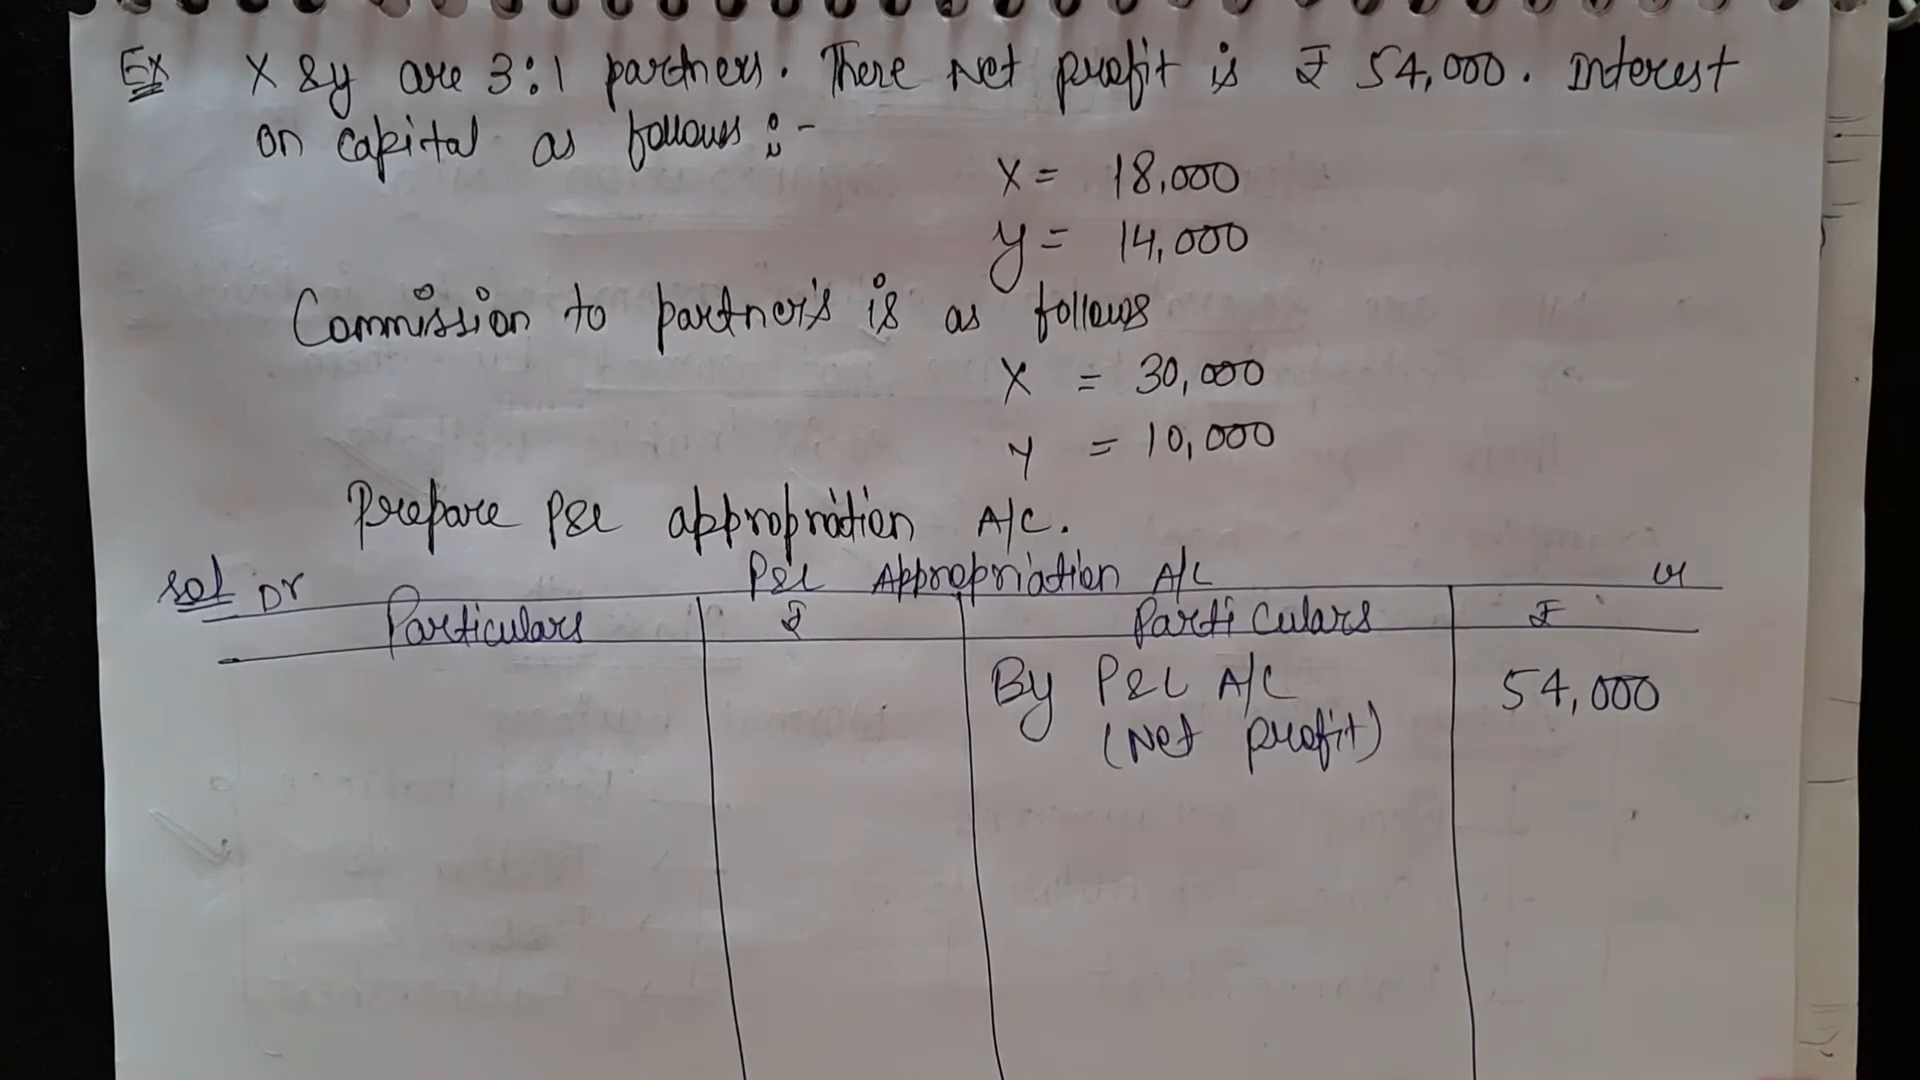 Ex X & y are 3:1 partners. There Net profit is ₹ 54,000. Interest
on capital as follows :-
X = 18,000
y = 14,000
Commission to partner's is as follows
X = 30,000
Y = 10,000
Prepare P&L appropriation A/C.
sol Dr P&L Appropriation A/C Cr
Particulars ₹ Particulars ₹
By P&L A/C 54,000
(Net profit)